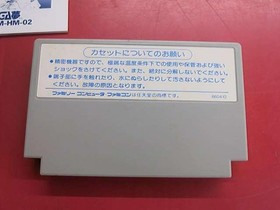 M-HM-02
カセットについてのお願い
●精密機器ですので、極端な温度条件下での使用や保管および強い
ショックをさけてください。また、絶対に分解しないでください。
●端子部に手を触れたり、水にぬらしたりして汚さないようにして
ください。故障の原因となります。
ファミリーコンピュータ ファミコンは任天堂の商標です。